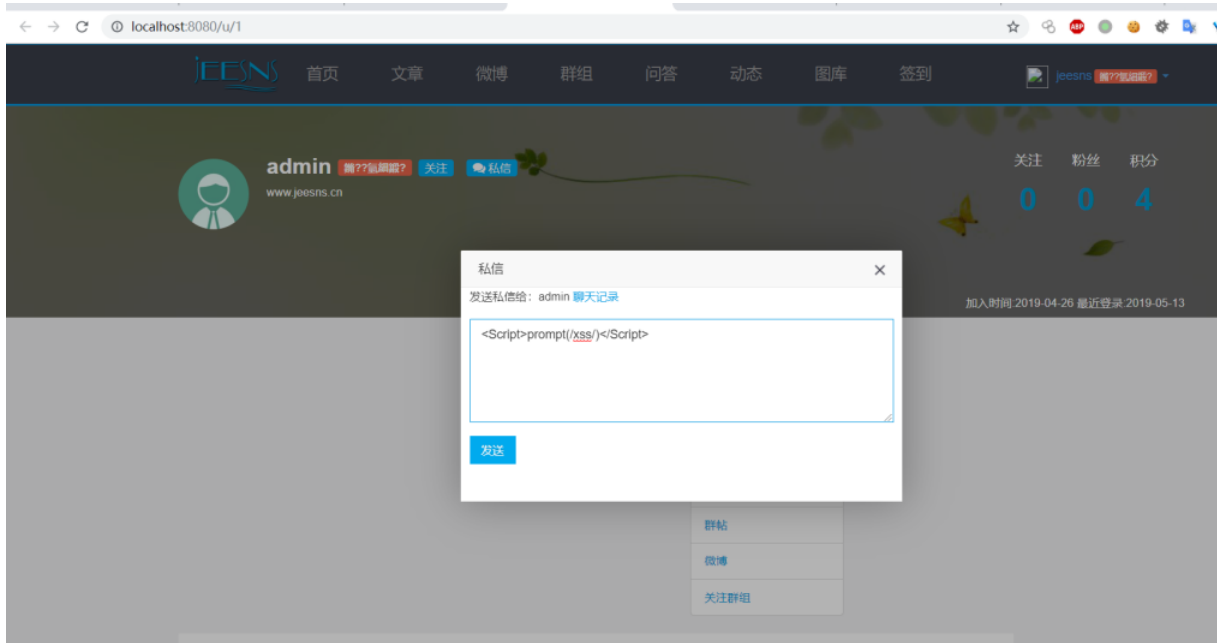 localhost:8080/u/1
JEESNS 首页 文章 微博 群组 问答 动态 图库 签到 jeesns
admin 关注 私信
www.jeesns.cn
关注 粉丝 积分
0 0 4
私信
发送私信给：admin 聊天记录
加入时间:2019-04-26 最近登录:2019-05-13
<Script>prompt(/xss/)</Script>
发送
群帖
微博
关注群组